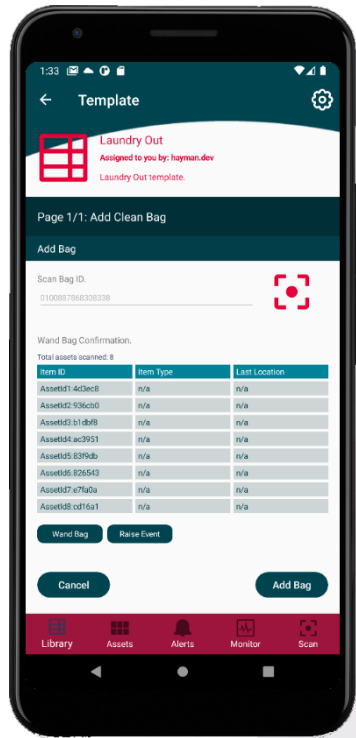 1:33
Template
Laundry Out
Assigned to you by: hayman.dev
Laundry Out template.
Page 1/1: Add Clean Bag
Add Bag
Scan Bag ID.
0100887868308338
Wand Bag Confirmation.
Total assets scanned: 8
Item ID Item Type Last Location
AssetId1:4d3ec8 n/a n/a
AssetId2:936cb0 n/a n/a
AssetId3:b1dbf8 n/a n/a
AssetId4:ac3951 n/a n/a
AssetId5:83f9db n/a n/a
AssetId6:826543 n/a n/a
AssetId7:e7fa0a n/a n/a
AssetId8:cd16a1 n/a n/a
Wand Bag Raise Event
Cancel Add Bag
Library Assets Alerts Monitor Scan